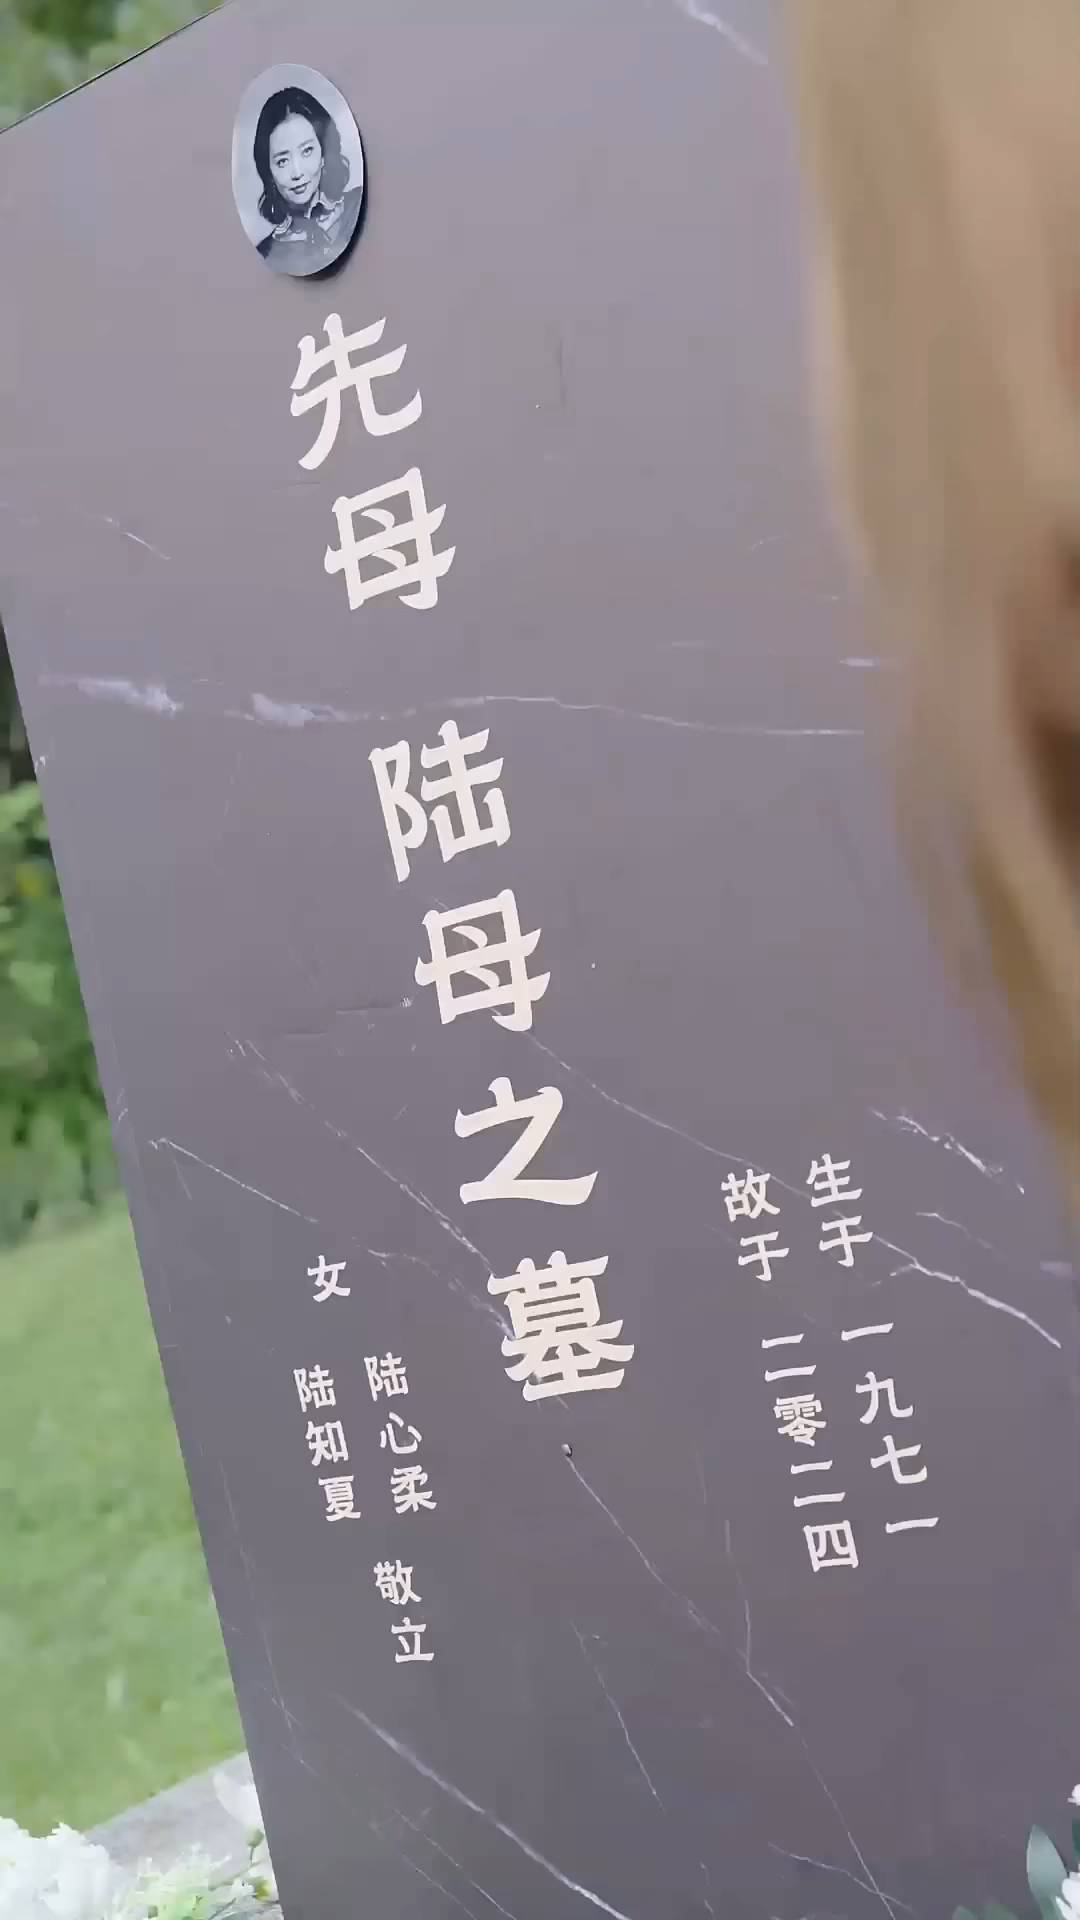 生于 一九七一
故于 二零二四
先母 陆母之墓
陆心柔 敬立
女 陆知夏